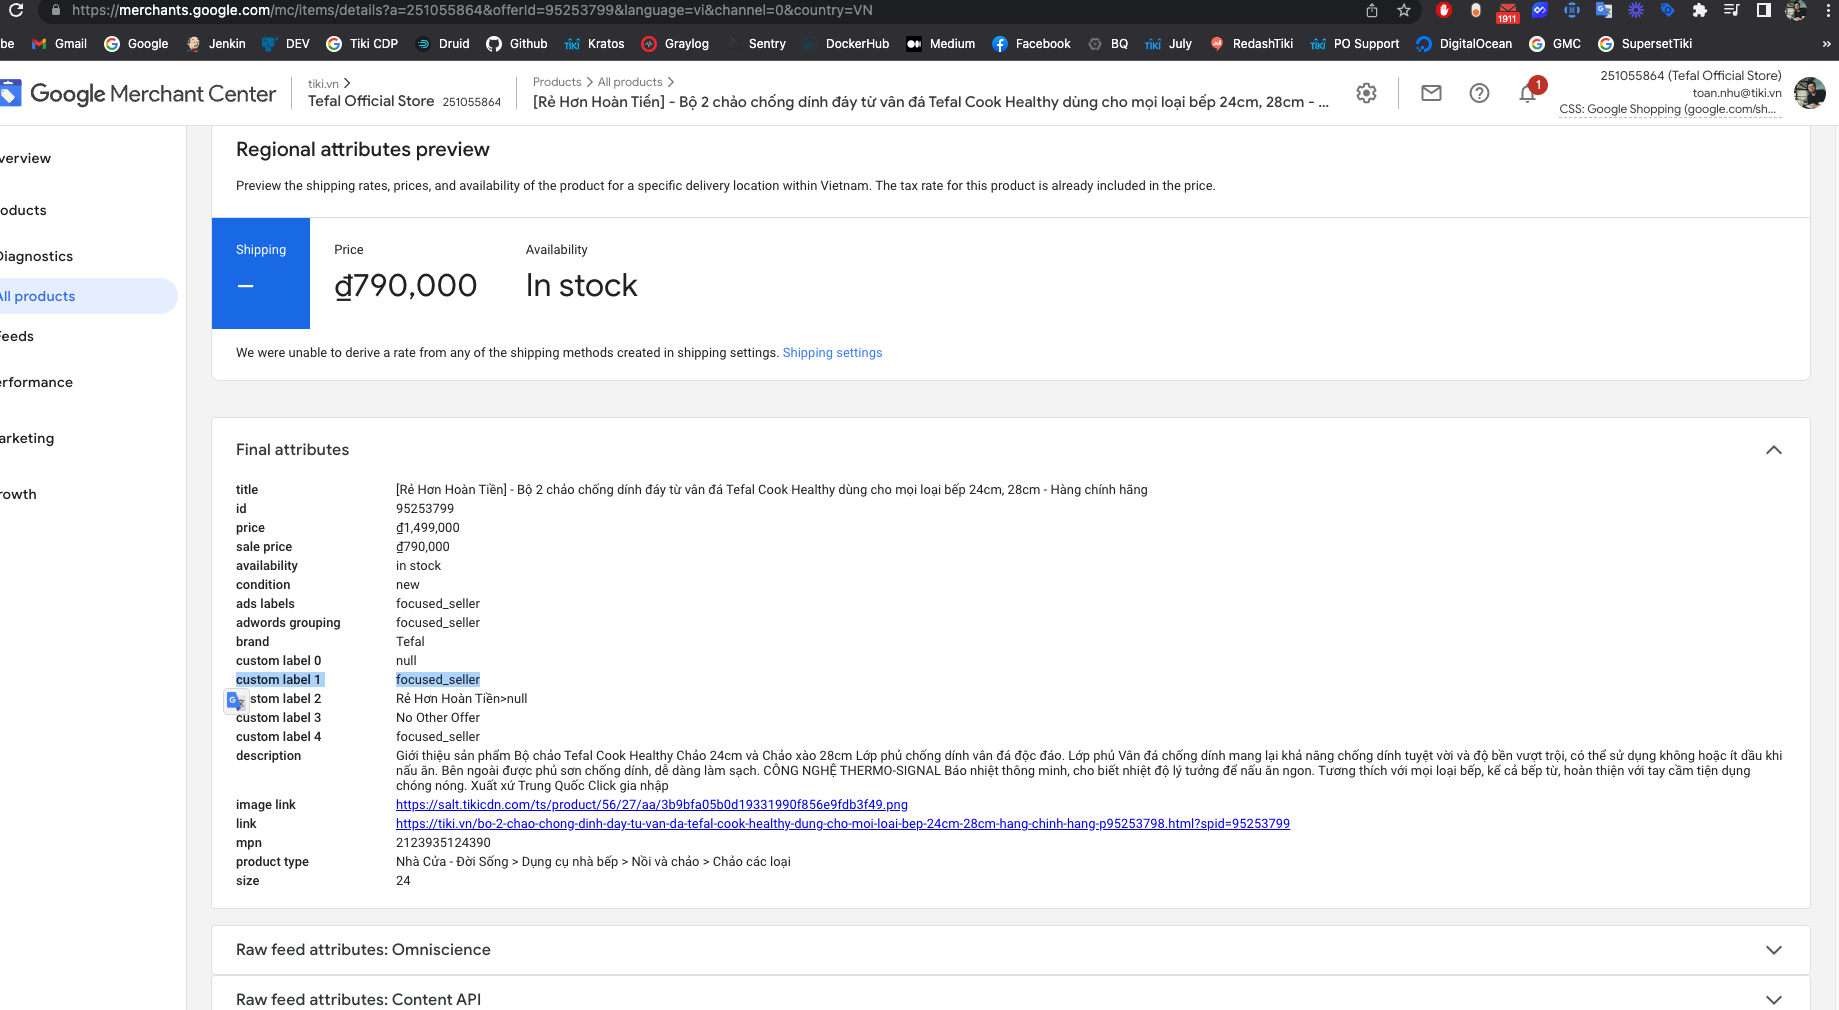 https://merchants.google.com/mc/items/details?a=251055864&offerId=95253799&language=vi&channel=0&country=VN
1911
be Gmail Google Jenkin DEV Tiki CDP Druid Github Kratos Graylog Sentry DockerHub Medium Facebook BQ July RedashTiki PO Support DigitalOcean GMC SupersetTiki »
Google Merchant Center
tiki.vn >
Tefal Official Store 251055864
Products > All products >
[Rẻ Hơn Hoàn Tiền] - Bộ 2 chảo chống dính đáy từ vân đá Tefal Cook Healthy dùng cho mọi loại bếp 24cm, 28cm - ...
1
251055864 (Tefal Official Store)
toan.nhu@tiki.vn
CSS: Google Shopping (google.com/sh...
verview
oducts
Diagnostics
All products
Feeds
erformance
arketing
rowth
Regional attributes preview
Preview the shipping rates, prices, and availability of the product for a specific delivery location within Vietnam. The tax rate for this product is already included in the price.
Shipping Price Availability
– ₫790,000 In stock
We were unable to derive a rate from any of the shipping methods created in shipping settings. Shipping settings
Final attributes
title [Rẻ Hơn Hoàn Tiền] - Bộ 2 chảo chống dính đáy từ vân đá Tefal Cook Healthy dùng cho mọi loại bếp 24cm, 28cm - Hàng chính hãng
id 95253799
price ₫1,499,000
sale price ₫790,000
availability in stock
condition new
ads labels focused_seller
adwords grouping focused_seller
brand Tefal
custom label 0 null
custom label 1 focused_seller
stom label 2 Rẻ Hơn Hoàn Tiền>null
custom label 3 No Other Offer
custom label 4 focused_seller
description Giới thiệu sản phẩm Bộ chảo Tefal Cook Healthy Chảo 24cm và Chảo xào 28cm Lớp phủ chống dính vân đá độc đáo. Lớp phủ Vân đá chống dính mang lại khả năng chống dính tuyệt vời và độ bền vượt trội, có thể sử dụng không hoặc ít dầu khi
nấu ăn. Bên ngoài được phủ sơn chống dính, dễ dàng làm sạch. CÔNG NGHỆ THERMO-SIGNAL Báo nhiệt thông minh, cho biết nhiệt độ lý tưởng để nấu ăn ngon. Tương thích với mọi loại bếp, kể cả bếp từ, hoàn thiện với tay cầm tiện dụng
chóng nóng. Xuất xứ Trung Quốc Click gia nhập
image link https://salt.tikicdn.com/ts/product/56/27/aa/3b9bfa05b0d19331990f856e9fdb3f49.png
link https://tiki.vn/bo-2-chao-chong-dinh-day-tu-van-da-tefal-cook-healthy-dung-cho-moi-loai-bep-24cm-28cm-hang-chinh-hang-p95253798.html?spid=95253799
mpn 2123935124390
product type Nhà Cửa - Đời Sống > Dụng cụ nhà bếp > Nồi và chảo > Chảo các loại
size 24
Raw feed attributes: Omniscience
Raw feed attributes: Content API